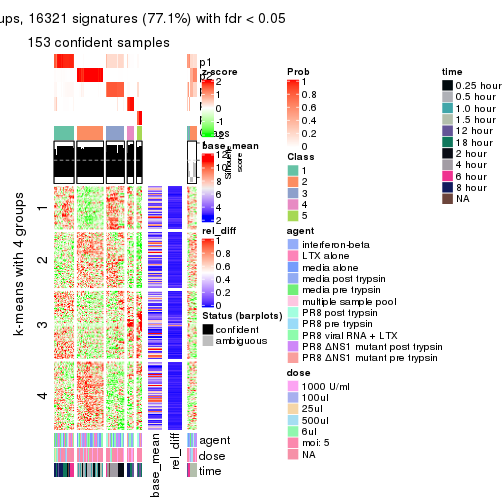 ups, 16321 signatures (77.1%) with fdr < 0.05
153 confident samples
p1
p2
z-score
2
1
0
-1
-2
Silhouette
score
base_mean
12
10
8
6
4
2
rel_diff
1
0.8
0.6
0.4
0.2
0
Status (barplots)
confident
ambiguous
k-means with 4 groups
1
2
3
4
base_mean
rel_diff
agent
dose
time
Prob
1
0.8
0.6
0.4
0.2
0
Class
1
2
3
4
5
agent
interferon-beta
LTX alone
media alone
media post trypsin
media pre trypsin
multiple sample pool
PR8 post trypsin
PR8 pre trypsin
PR8 viral RNA + LTX
PR8 ΔNS1 mutant post trypsin
PR8 ΔNS1 mutant pre trypsin
dose
1000 U/ml
100ul
25ul
500ul
6ul
moi: 5
NA
time
0.25 hour
0.5 hour
1.0 hour
1.5 hour
12 hour
18 hour
2 hour
4 hour
6 hour
8 hour
NA